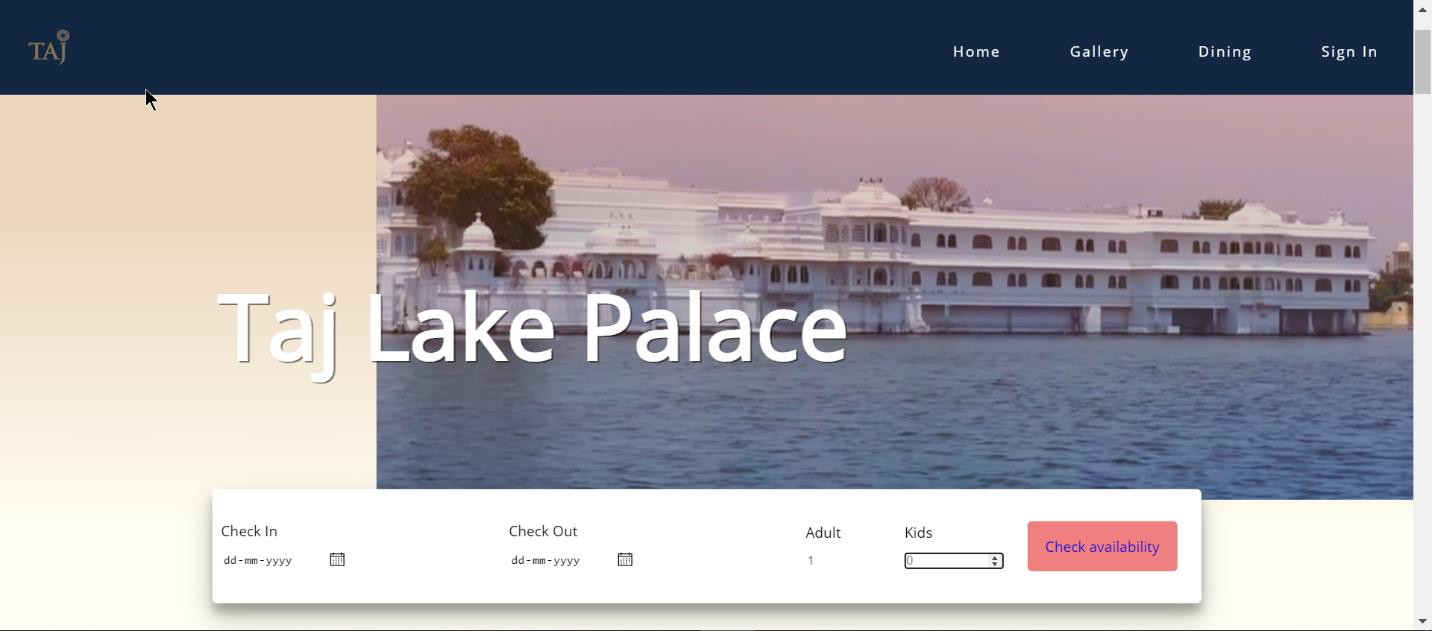 TAJ
Home Gallery Dining Sign In
Taj Lake Palace
Check In Check Out Adult Kids
dd-mm-yyyy dd-mm-yyyy 1 0
Check availability